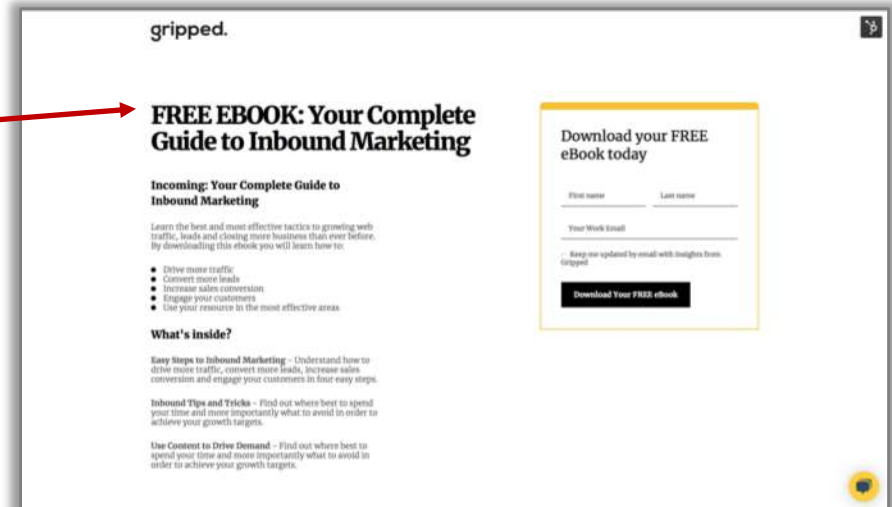 gripped.
FREE EBOOK: Your Complete
Guide to Inbound Marketing
Incoming: Your Complete Guide to
Inbound Marketing
Learn the best and most effective tactics to growing web
traffic, leads and closing more business than ever before.
By downloading this ebook you will learn how to:
Drive more traffic
Convert more leads
Increase sales conversion
Engage your customers
Use your resource in the most effective areas
What's inside?
Easy Steps to Inbound Marketing – Understand how to
drive more traffic, convert more leads, increase sales
conversion and engage your customers in four easy steps.
Inbound Tips and Tricks – Find out where best to spend
your time and more importantly what to avoid in order to
achieve your growth targets.
Use Content to Drive Demand – Find out where best to
spend your time and more importantly what to avoid in
order to achieve your growth targets.
Download your FREE
eBook today
First name Last name
Your Work Email
Keep me updated by email with insights from
Gripped
Download Your FREE eBook